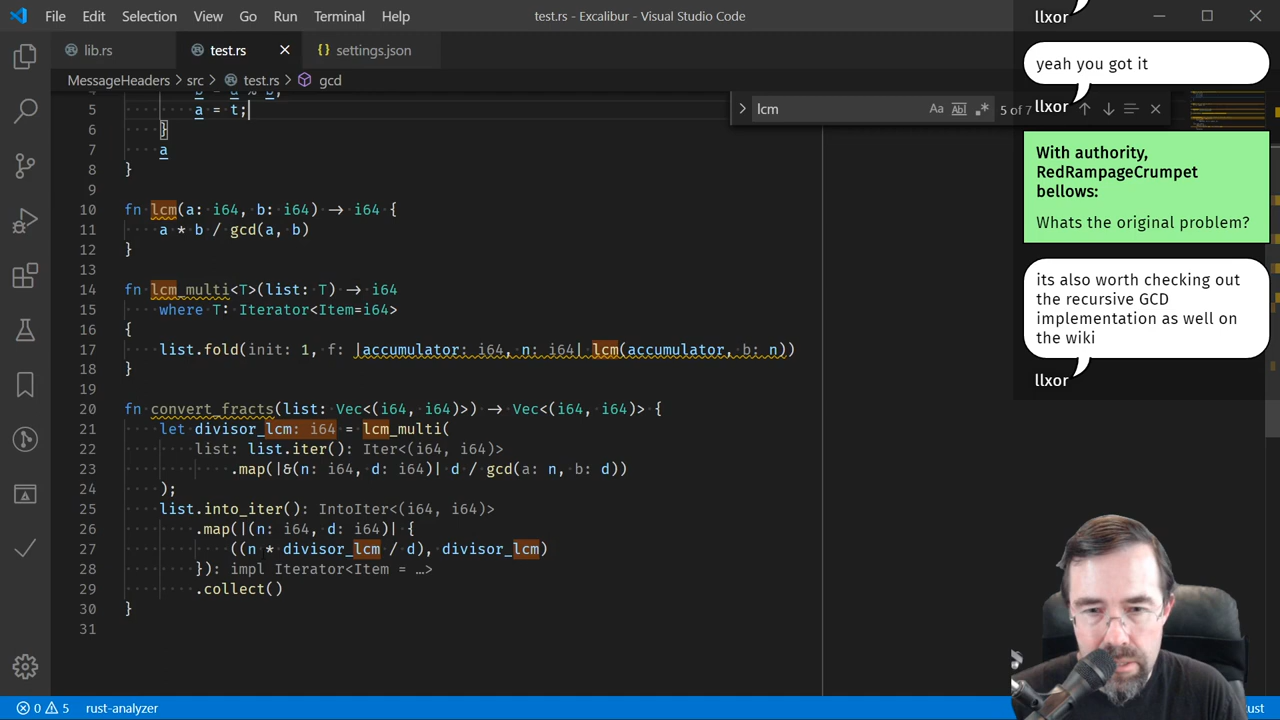 File Edit Selection View Go Run Terminal Help
test.rs - Excalibur - Visual Studio Code
lib.rs test.rs settings.json
MessageHeaders › src › test.rs › gcd
lcm
Aa Abl .* 5 of 7
5 a = t;
6 }
7 a
8 }
9
10 fn lcm(a: i64, b: i64) → i64 {
11 a * b / gcd(a, b)
12 }
13
14 fn lcm_multi<T>(list: T) → i64
15 where T: Iterator<Item=i64>
16 {
17 list.fold(init: 1, f: |accumulator: i64, n: i64| lcm(accumulator, b: n))
18 }
19
20 fn convert_fracts(list: Vec<(i64, i64)>) → Vec<(i64, i64)> {
21 let divisor_lcm: i64 = lcm_multi(
22 list: list.iter(): Iter<(i64, i64)>
23 .map(|&(n: i64, d: i64)| d / gcd(a: n, b: d))
24 );
25 list.into_iter(): IntoIter<(i64, i64)>
26 .map(|(n: i64, d: i64)| {
27 ((n * divisor_lcm / d), divisor_lcm)
28 }): impl Iterator<Item = …>
29 .collect()
30 }
31
llxor
yeah you got it
llxor
With authority,
RedRampageCrumpet
bellows:
Whats the original problem?
its also worth checking out
the recursive GCD
implementation as well on
the wiki
llxor
0 5 rust-analyzer